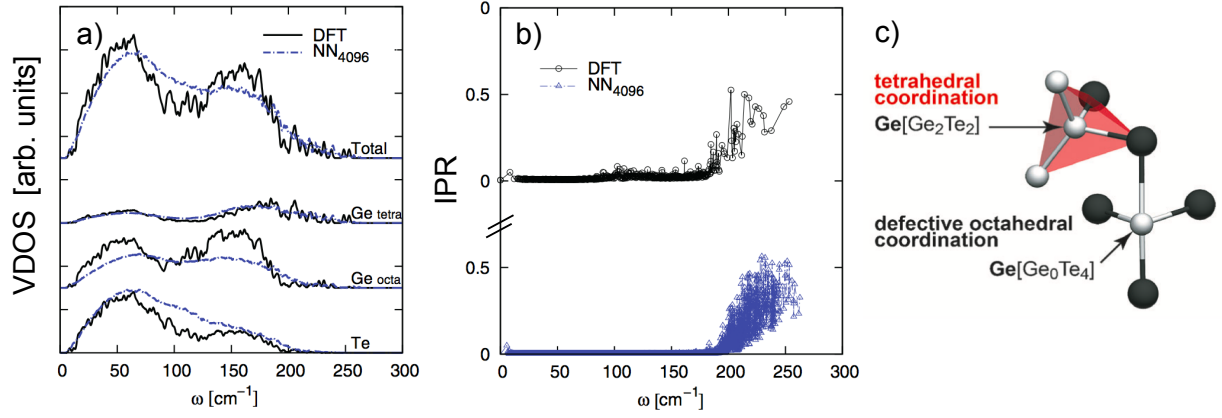 a)
DFT
NN4096
VDOS [arb. units]
Total
Ge tetra
Ge octa
Te
0 50 100 150 200 250 300
ω [cm−1]
b)
0
DFT
NN4096
0.5
IPR
0
0.5
0
0 50 100 150 200 250 300
ω [cm−1]
c)
tetrahedral
coordination
Ge[Ge2Te2]
defective octahedral
coordination
Ge[Ge0Te4]